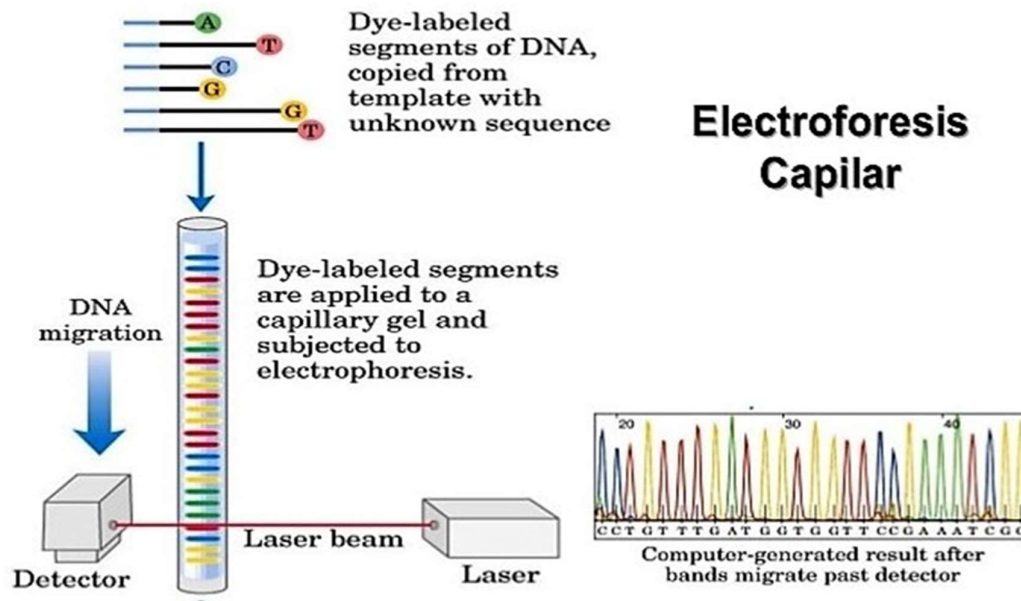 A
T
C
G
G
T
Dye-labeled
segments of DNA,
copied from
template with
unknown sequence
Electroforesis
Capilar
Dye-labeled segments
are applied to a
capillary gel and
subjected to
electrophoresis.
DNA
migration
Laser beam
Detector
Laser
20 30 40
C C T G T T T G A T G G T G G T T C C G A A A T C G
Computer-generated result after
bands migrate past detector